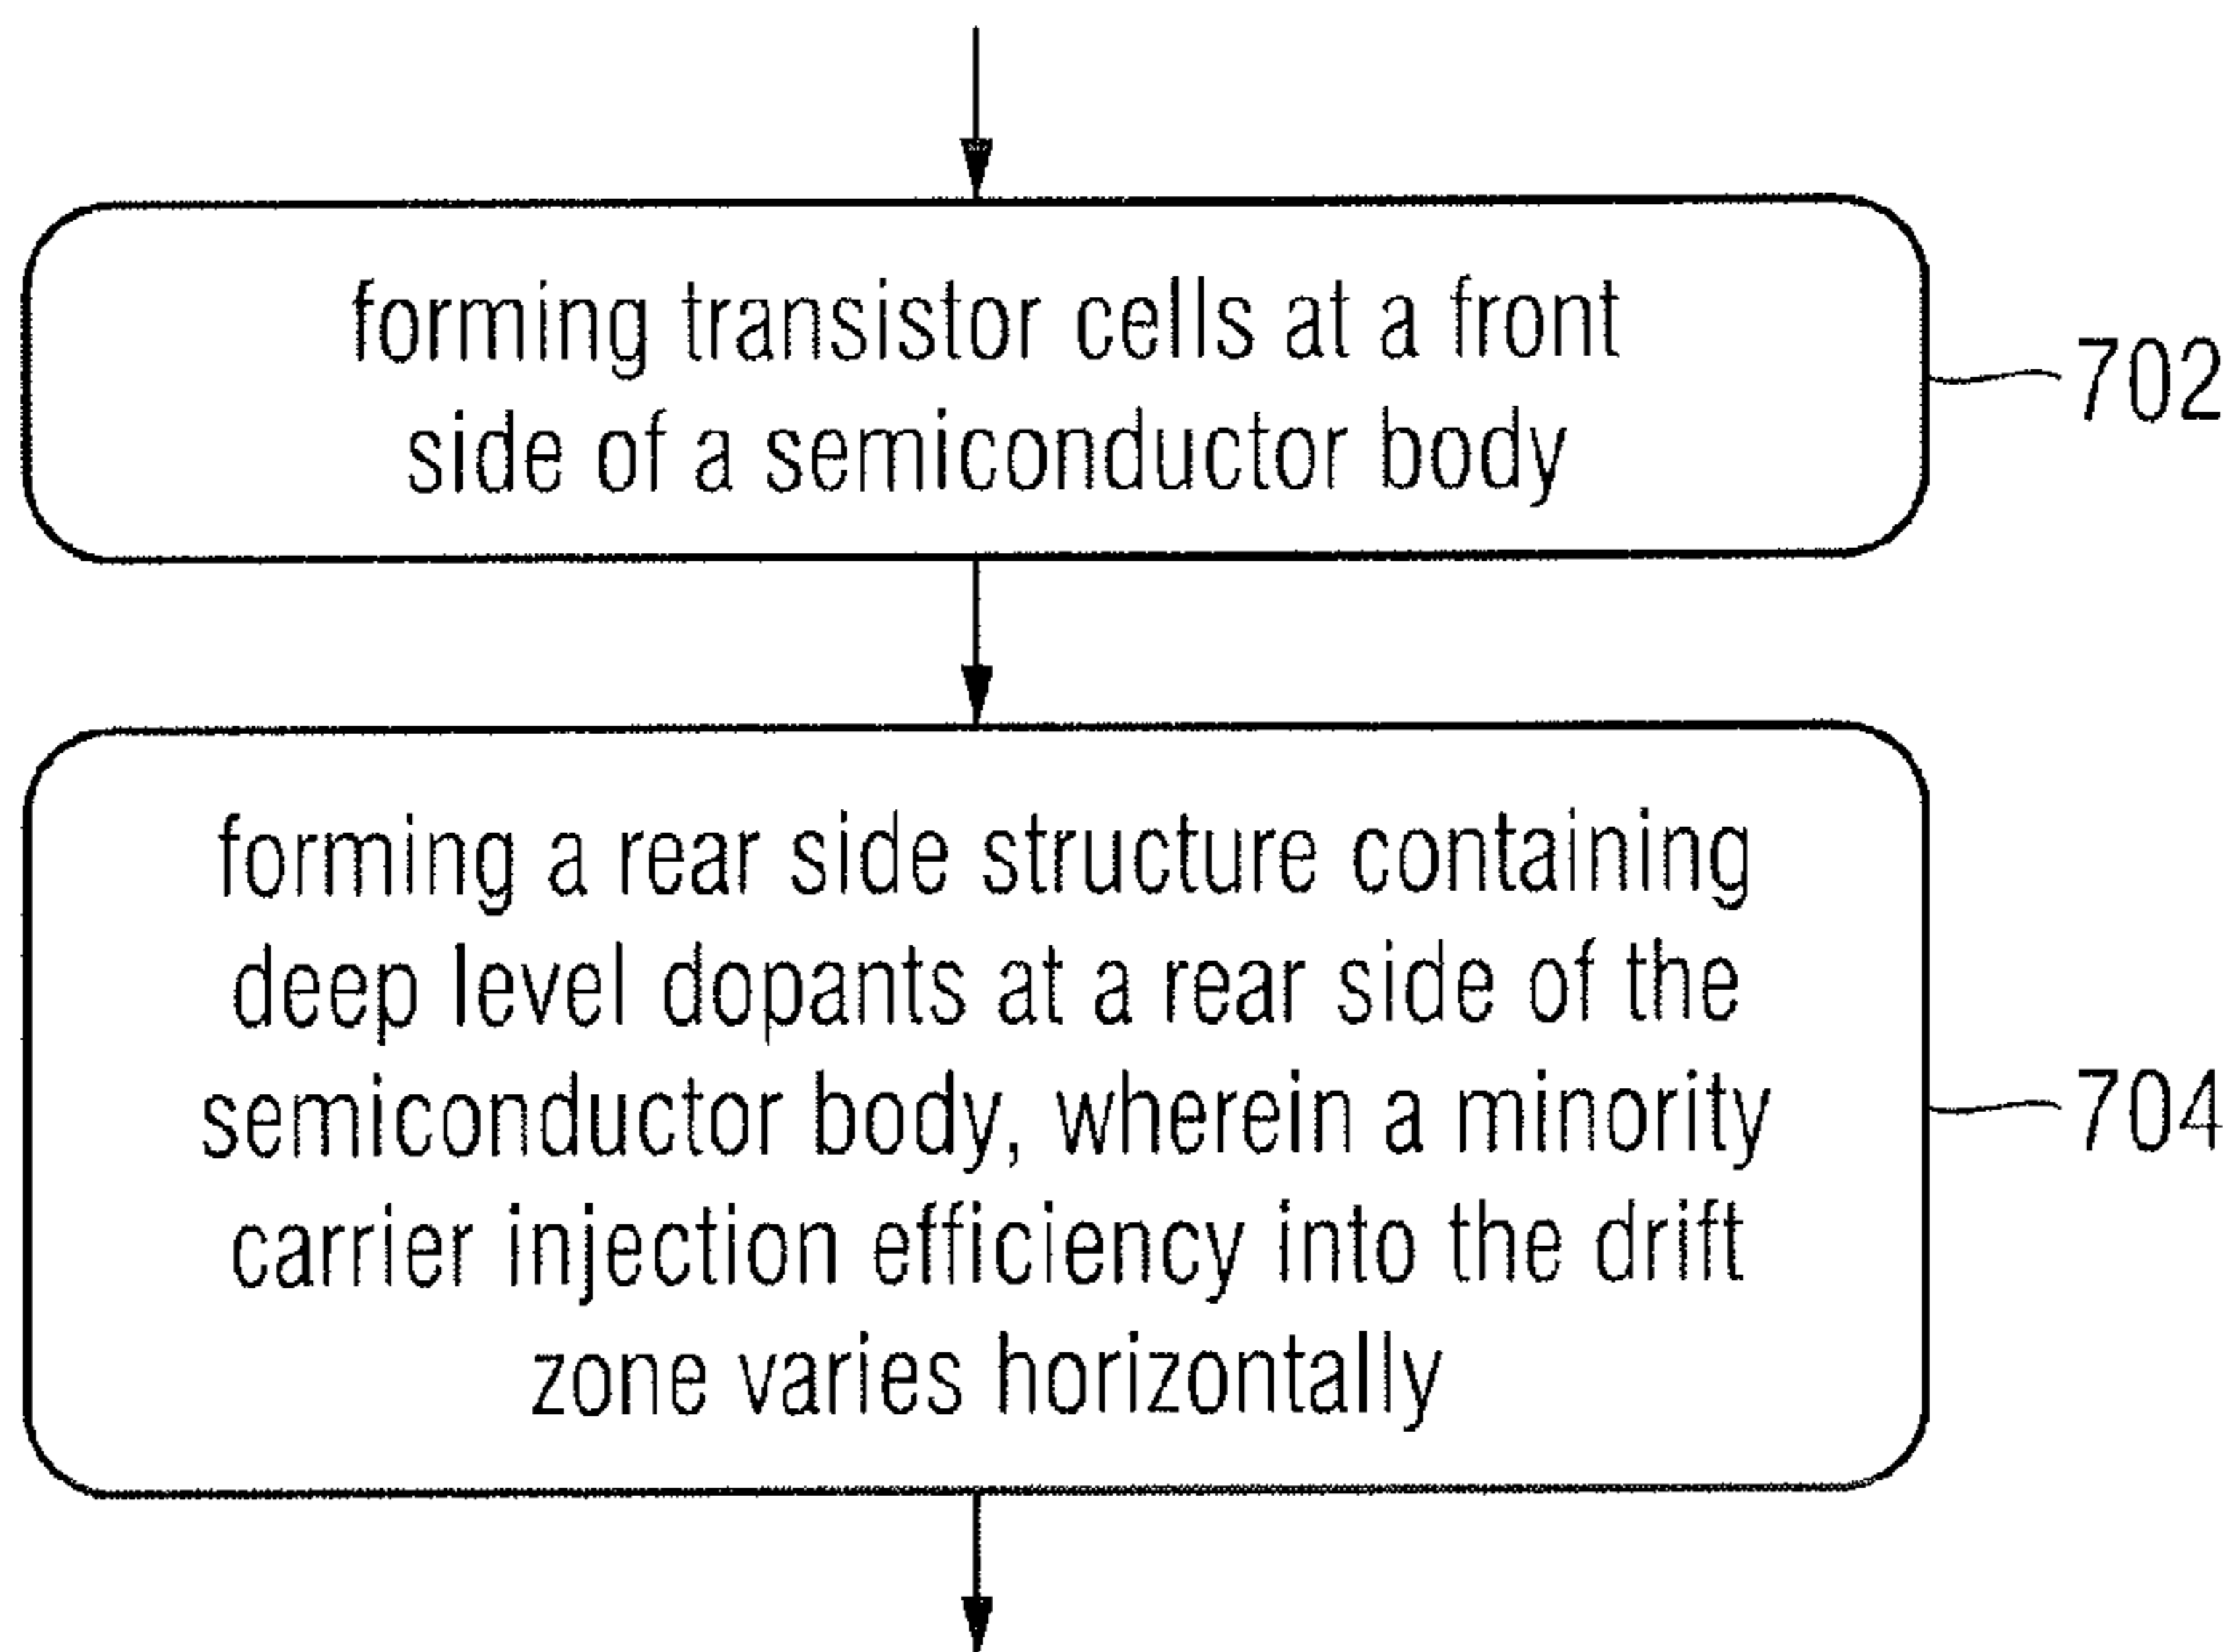 forming transistor cells at a front
side of a semiconductor body
702
forming a rear side structure containing
deep level dopants at a rear side of the
semiconductor body, wherein a minority
carrier injection efficiency into the drift
zone varies horizontally
704